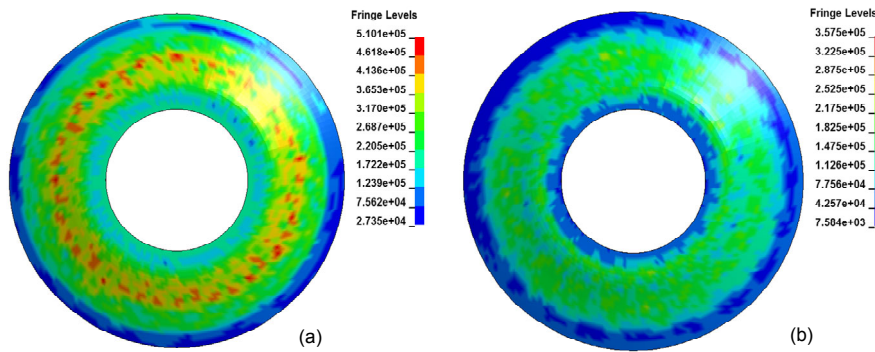 Fringe Levels
5.101e+05
4.618e+05
4.136e+05
3.653e+05
3.170e+05
2.687e+05
2.205e+05
1.722e+05
1.239e+05
7.562e+04
2.735e+04
(a)
Fringe Levels
3.575e+05
3.225e+05
2.875e+05
2.525e+05
2.175e+05
1.825e+05
1.475e+05
1.126e+05
7.756e+04
4.257e+04
7.504e+03
(b)